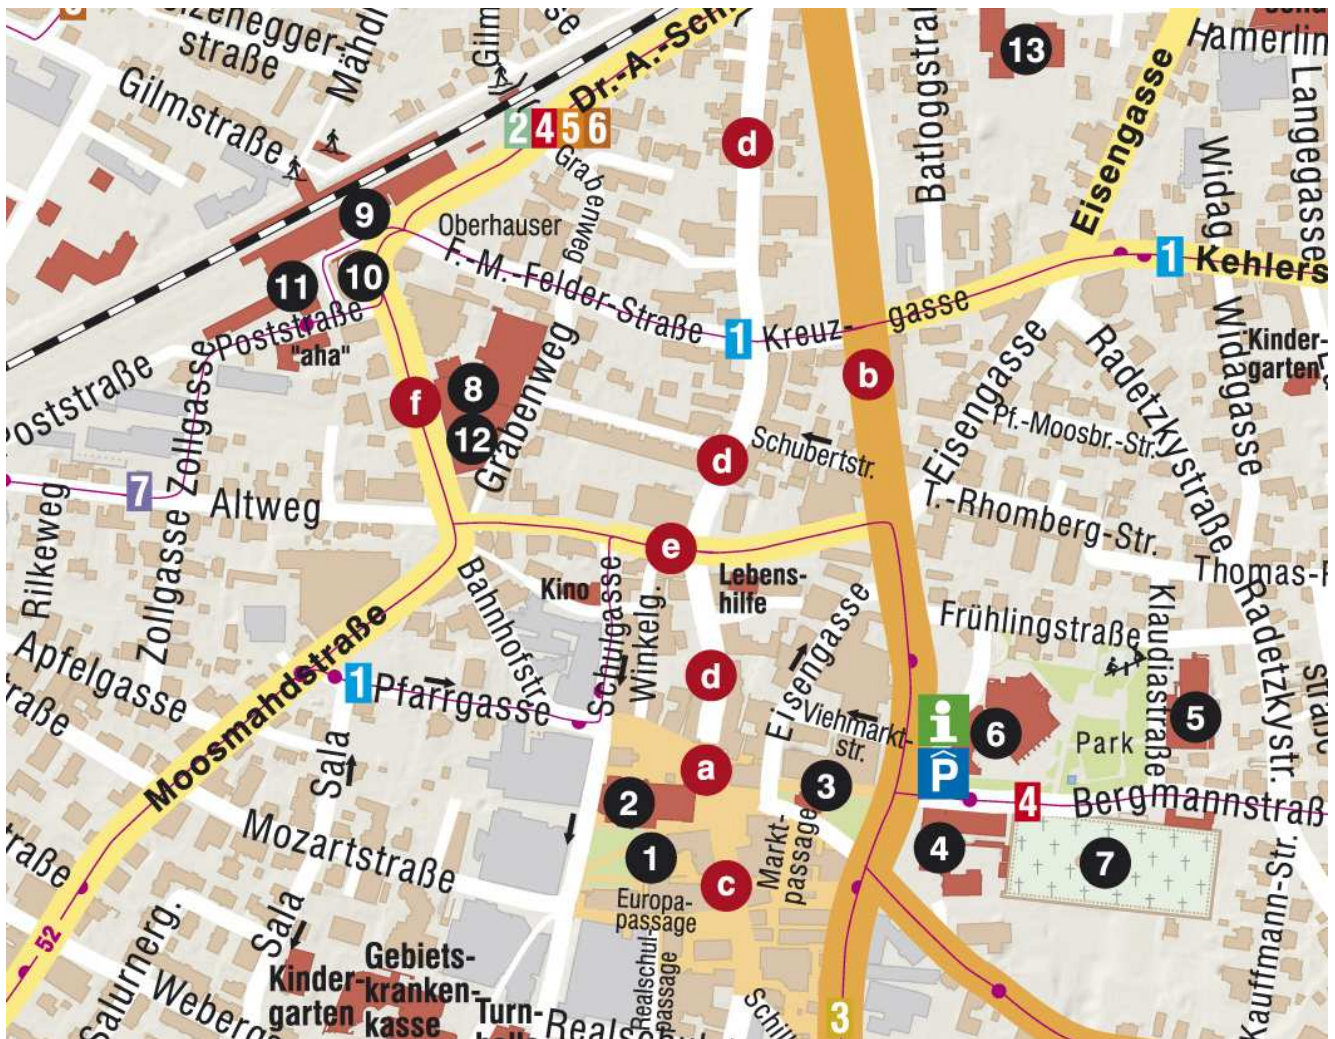 straße
Gilmstraße
Dr.-A.-Sch
2 4 5 6
d
13
Eisengasse
Batloggstraß
Hamerlin
Langegasse
Widag
Grabenweg
9
Oberhauser
F.-M.-Felder-Straße
11
10
Poststraße
"aha"
1
Kreuz-
gasse
1
Kehlers
Widagasse
Kinder-
garten
b
f
8
12
Grabenweg
Poststraße
Zollgasse
d
Schubertstr.
Eisengasse
Pf.-Moosbr.-Str.
Radetzkystraße
T.-Rhomberg-Str.
7
Altweg
Rilkeweg
Zollgasse
e
Kino
Schulgasse
Winkelg.
Lebens-
hilfe
Eisengasse
Frühlingstraße
Klaudiastraße
Radetzkystr.
straße
Bahnhofstr.
Moosmahdstraße
Apfelgasse
1
Pfarrgasse
Sala
d
Viehmarkt-
str.
i
P
6
Park
5
a
2
3
4
Bergmannstraß
Mozartstraße
1
c
Markt-
passage
4
7
Europa-
passage
Realschul-
passage
Kaufmann-Str.
52
Salurnerg.
Sala
Kinder-
garten
Gebiets-
kranken-
kasse
Turn-
Schill
3